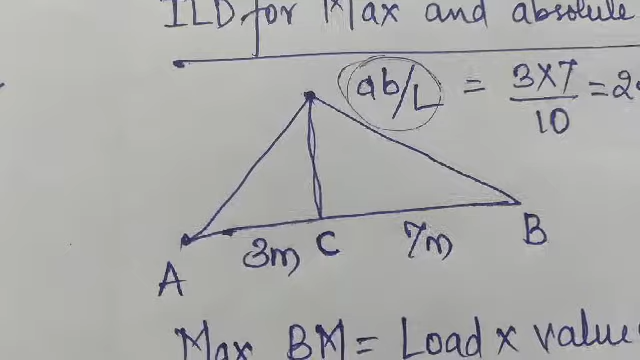 ILD for Max and absolute
ab/L = 3×7/10 = 2
3m C 7m B
A
Max BM = Load × value